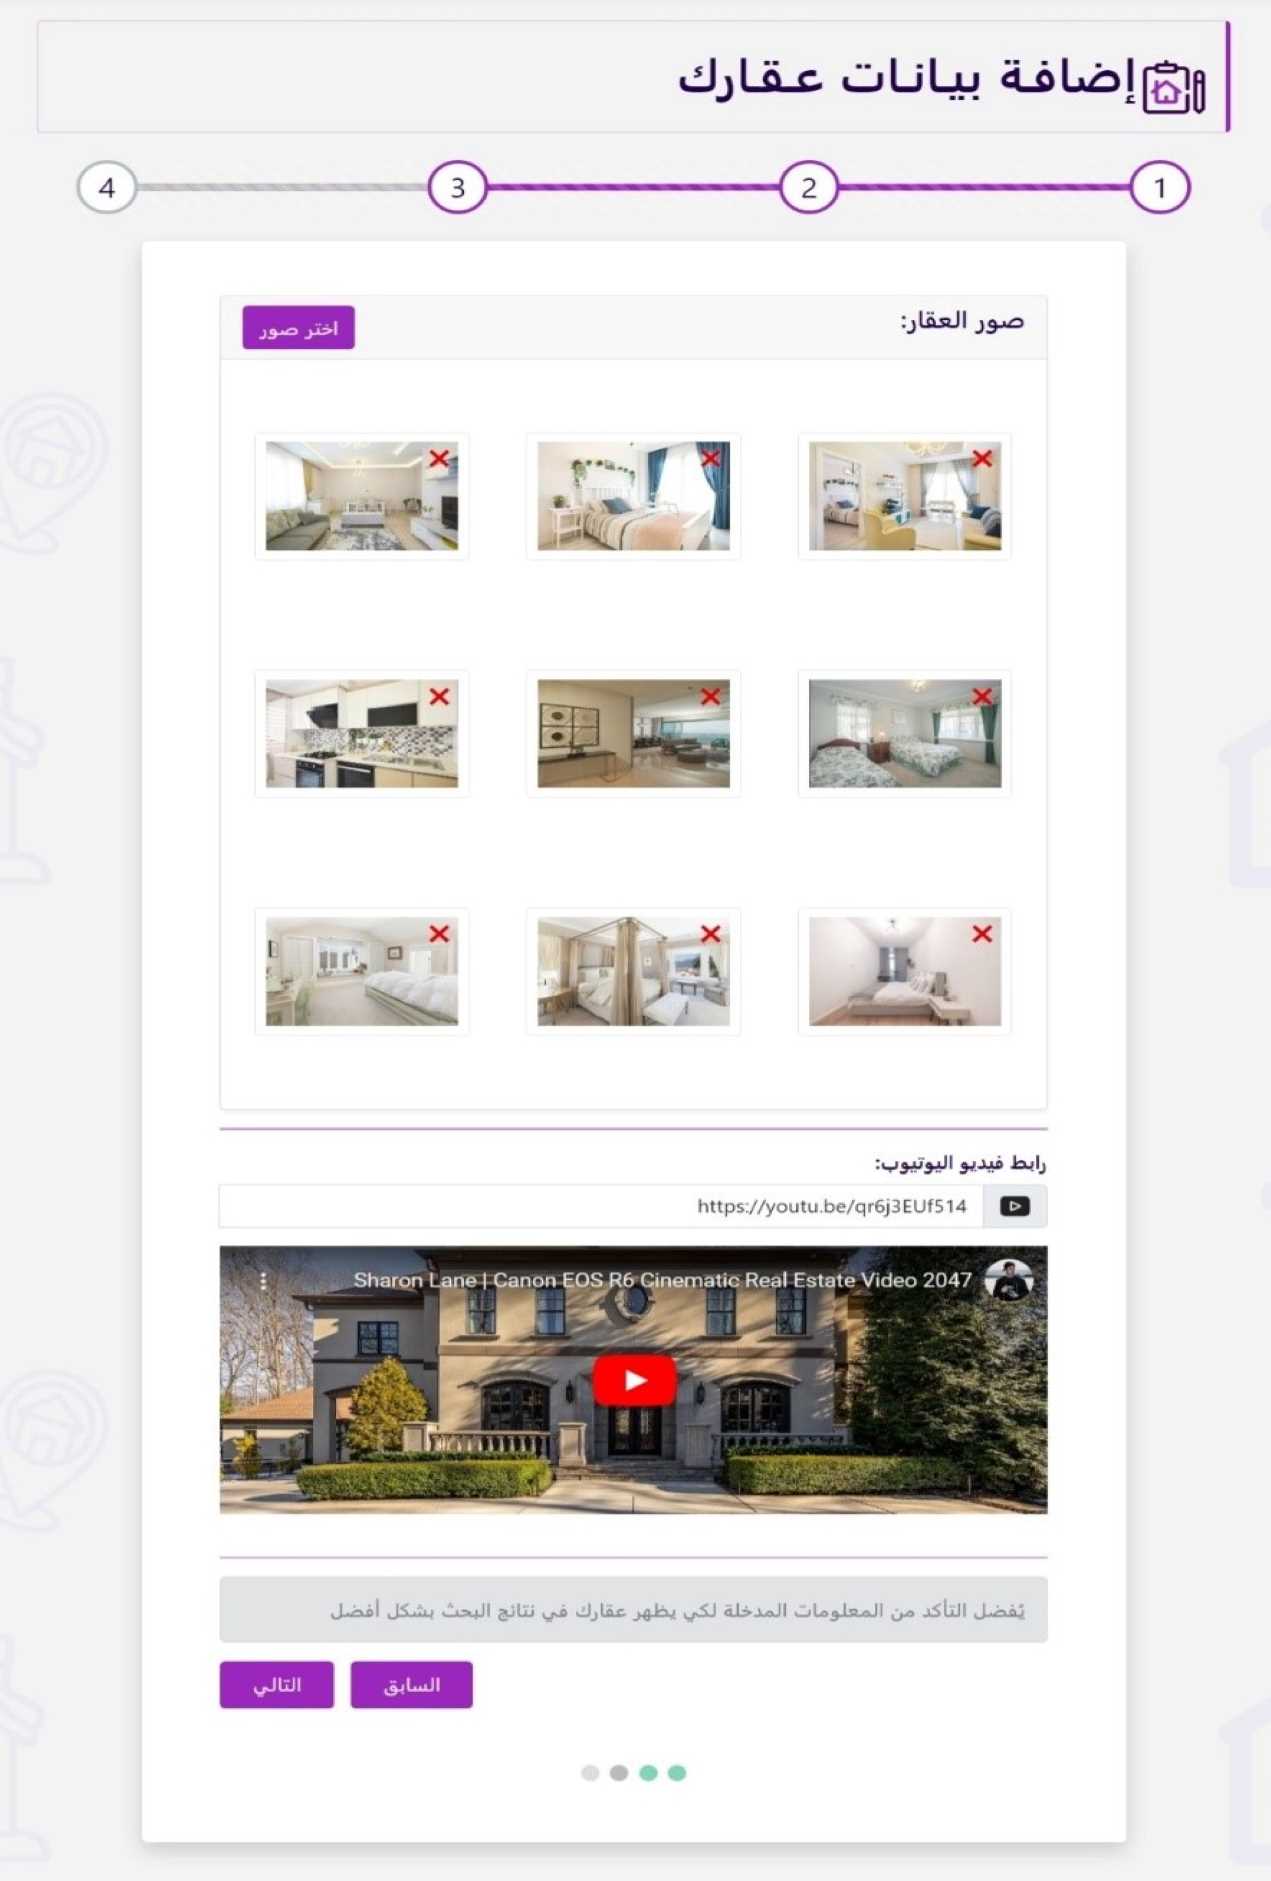 إضافة بيانات عقارك
1
2
3
4
صور العقار:
اختر صور
رابط فيديو اليوتيوب:
https://youtu.be/qr6j3EUf514
Sharon Lane | Canon EOS R6 Cinematic Real Estate Video 2047
يُفضل التأكد من المعلومات المدخلة لكي يظهر عقارك في نتائج البحث بشكل أفضل
السابق
التالي